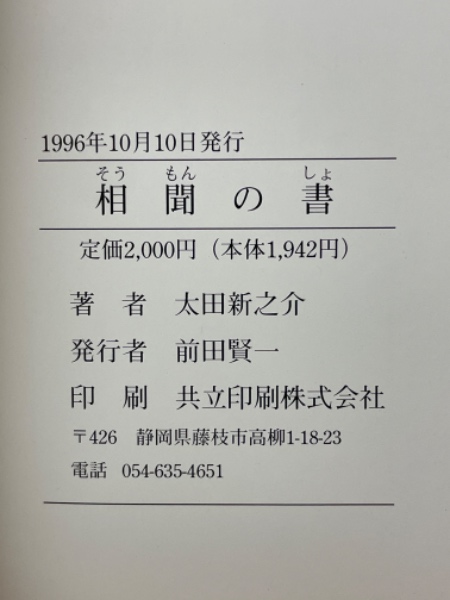 1996年10月10日発行
そう もん しょ
相聞の書
定価2,000円（本体1,942円）
著者 太田新之介
発行者 前田賢一
印刷 共立印刷株式会社
〒426 静岡県藤枝市高柳1-18-23
電話 054-635-4651